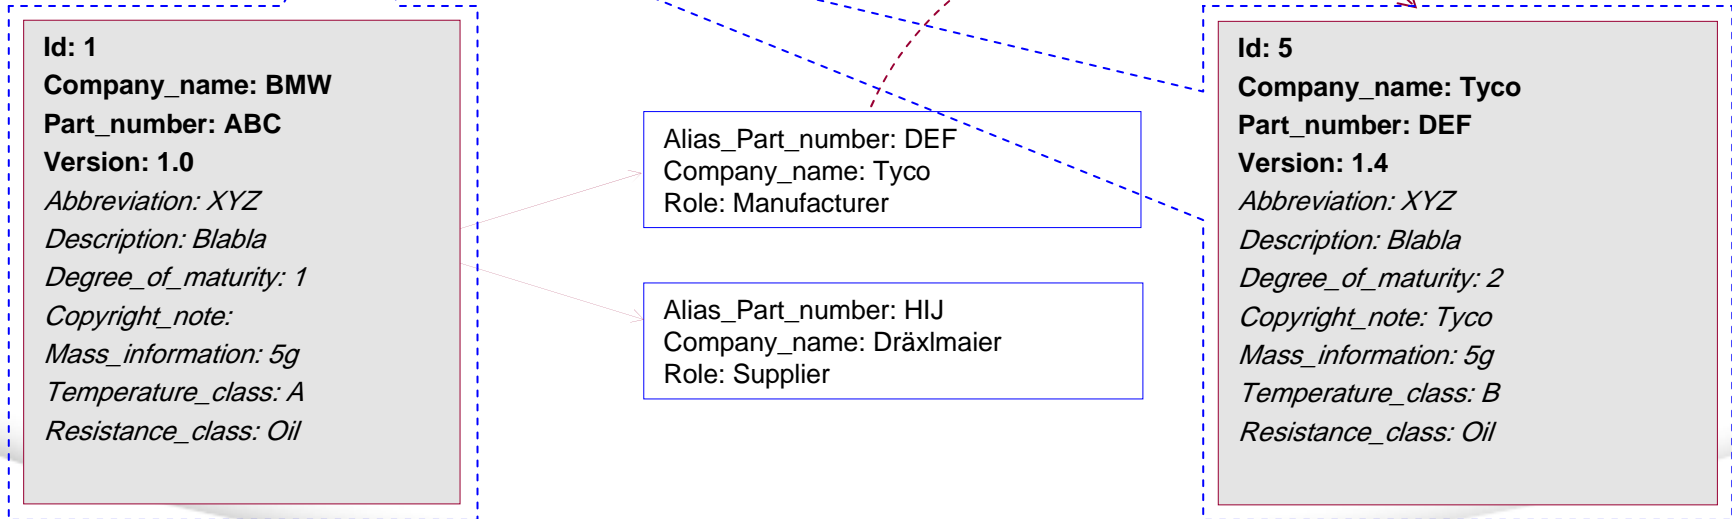 Id: 1
Company_name: BMW
Part_number: ABC
Version: 1.0
Abbreviation: XYZ
Description: Blabla
Degree_of_maturity: 1
Copyright_note:
Mass_information: 5g
Temperature_class: A
Resistance_class: Oil
Alias_Part_number: DEF
Company_name: Tyco
Role: Manufacturer
Alias_Part_number: HIJ
Company_name: Dräxlmaier
Role: Supplier
Id: 5
Company_name: Tyco
Part_number: DEF
Version: 1.4
Abbreviation: XYZ
Description: Blabla
Degree_of_maturity: 2
Copyright_note: Tyco
Mass_information: 5g
Temperature_class: B
Resistance_class: Oil